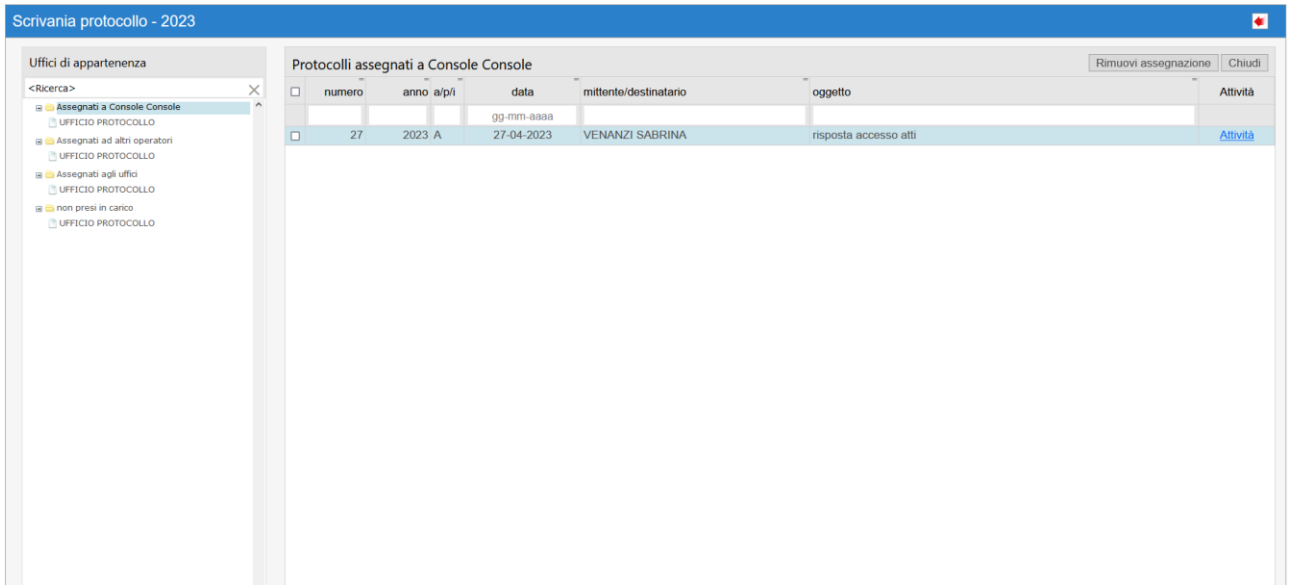 Scrivania protocollo - 2023
Uffici di appartenenza
<Ricerca>
Assegnati a Console Console
UFFICIO PROTOCOLLO
Assegnati ad altri operatori
UFFICIO PROTOCOLLO
Assegnati agli uffici
UFFICIO PROTOCOLLO
non presi in carico
UFFICIO PROTOCOLLO
Protocolli assegnati a Console Console Rimuovi assegnazione Chiudi
numero anno a/p/i data mittente/destinatario oggetto Attività
gg-mm-aaaa
27 2023 A 27-04-2023 VENANZI SABRINA risposta accesso atti Attività